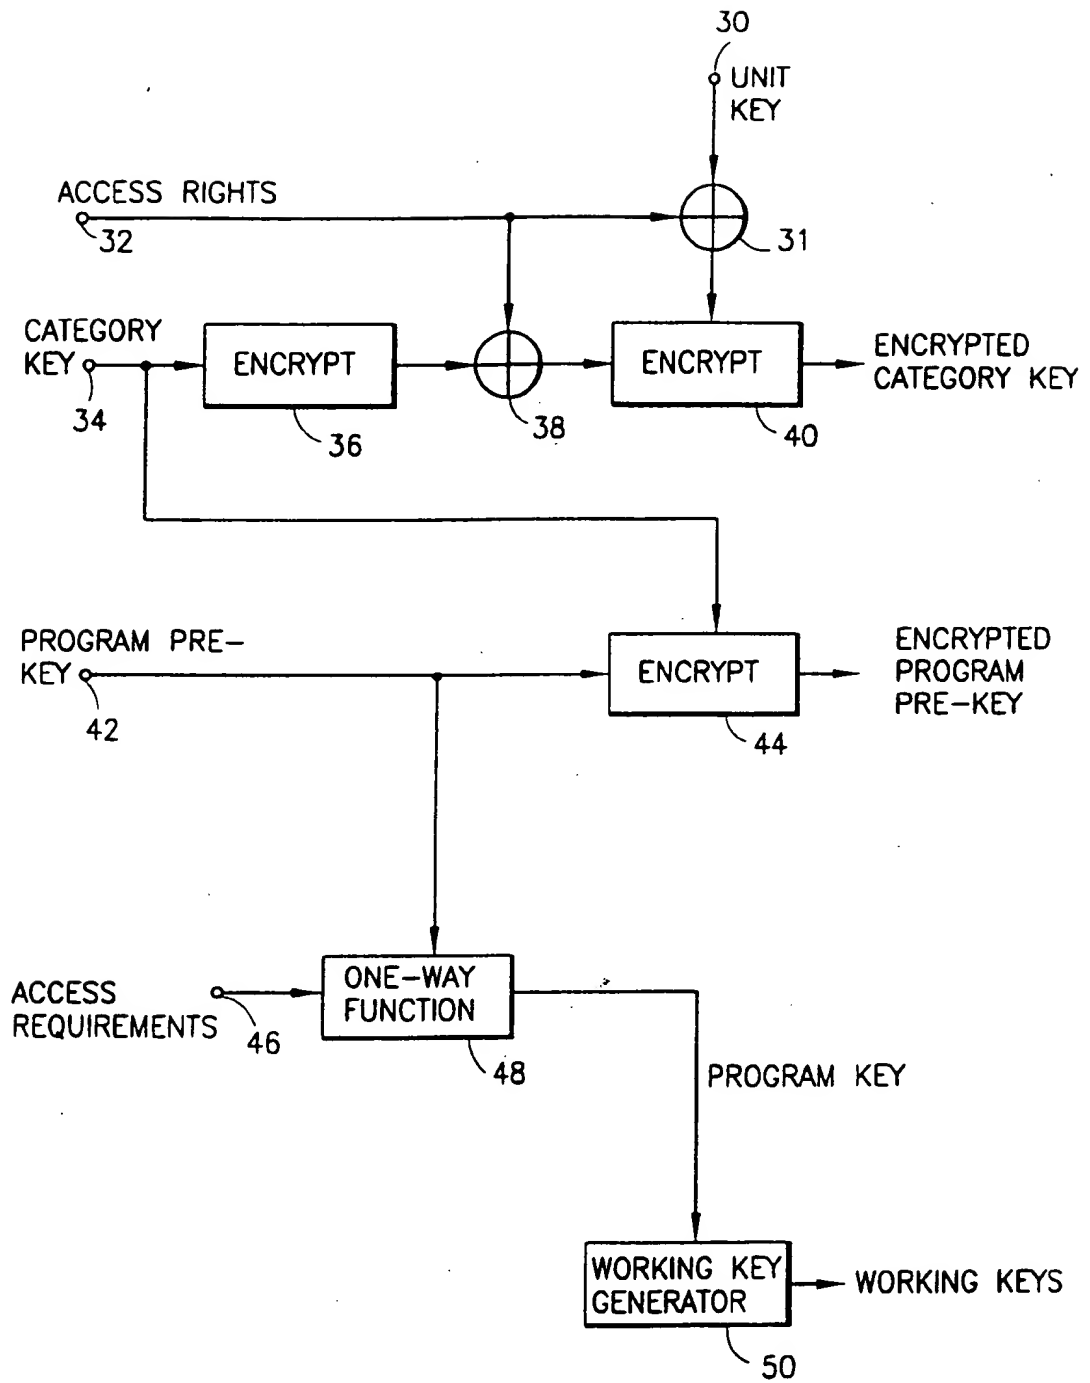 30
UNIT
KEY
ACCESS RIGHTS
32
31
CATEGORY
KEY
34
ENCRYPT
36
38
ENCRYPT
40
ENCRYPTED
CATEGORY KEY
PROGRAM PRE-
KEY
42
ENCRYPT
44
ENCRYPTED
PROGRAM
PRE-KEY
ACCESS
REQUIREMENTS
46
ONE-WAY
FUNCTION
48
PROGRAM KEY
WORKING KEY
GENERATOR
50
WORKING KEYS